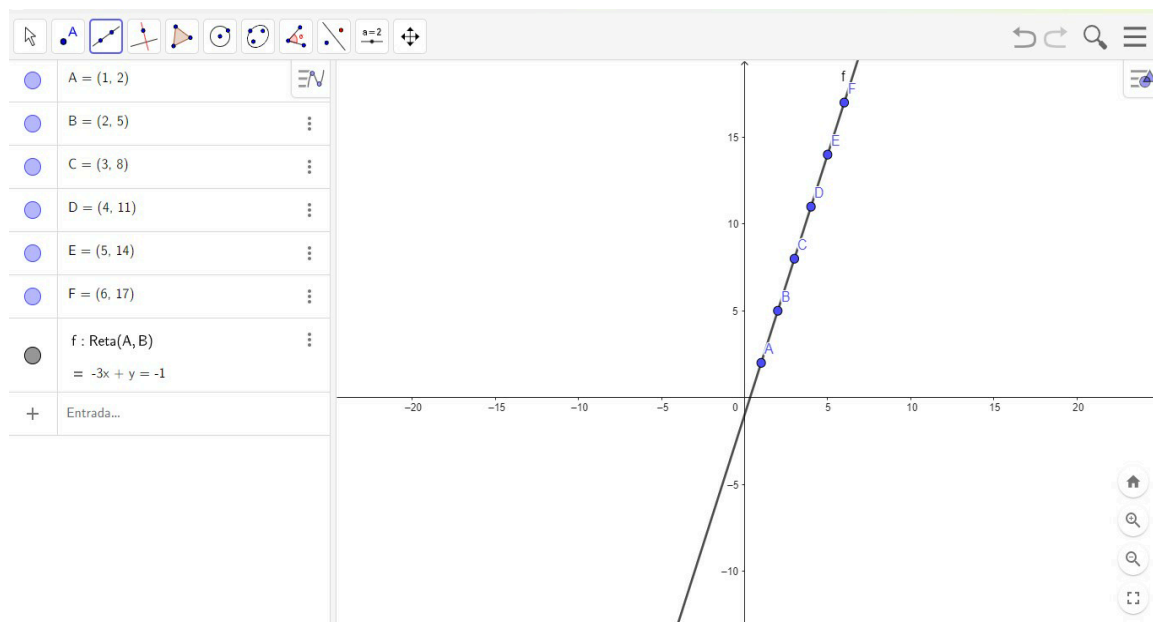 A
a=2
A = (1, 2)
B = (2, 5)
C = (3, 8)
D = (4, 11)
E = (5, 14)
F = (6, 17)
f : Reta(A, B)
= -3x + y = -1
+ Entrada...
f
F
15
E
D
10
C
B
5
A
−20 −15 −10 −5 0 5 10 15 20
−5
−10